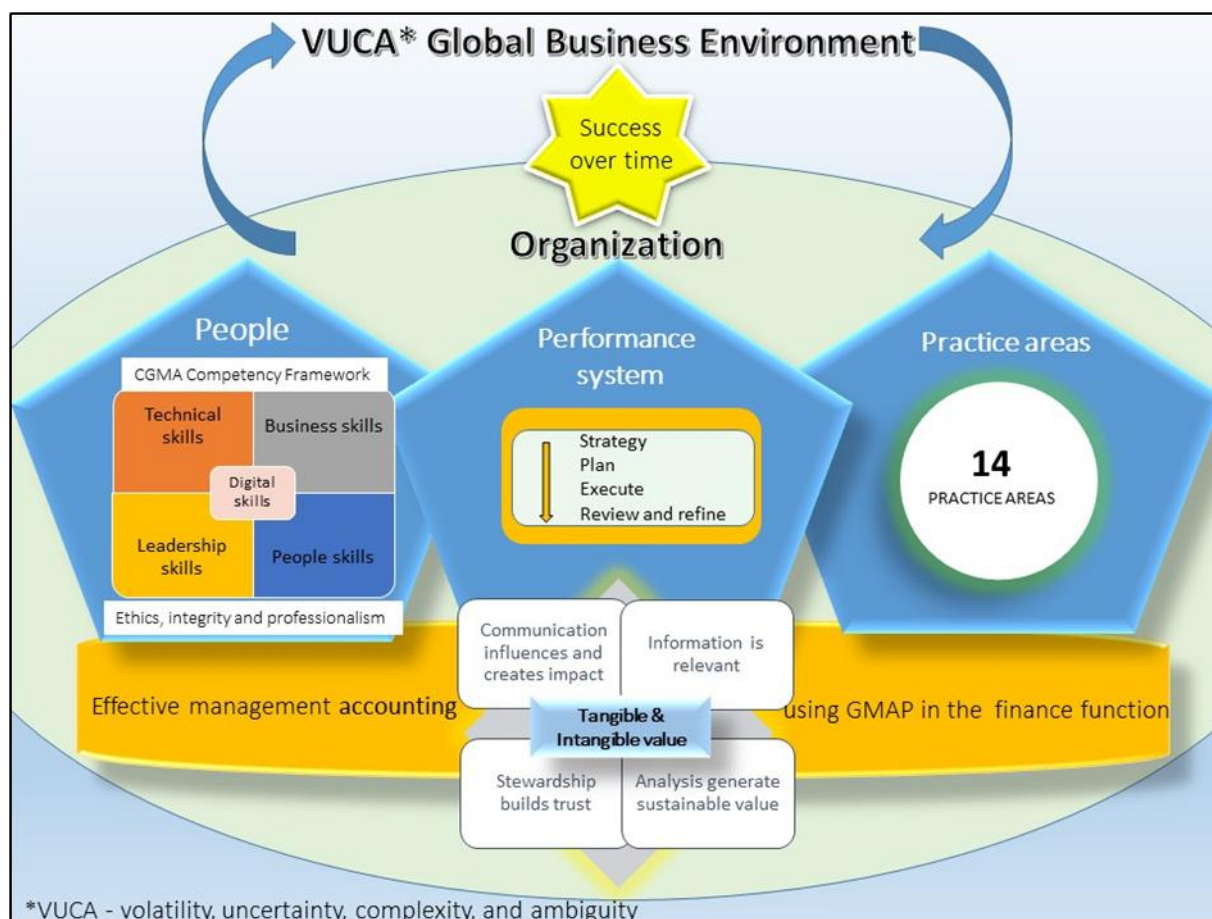 VUCA* Global Business Environment
Success
over time
Organization
People
CGMA Competency Framework
Technical
skills
Business skills
Digital
skills
Leadership
skills
People skills
Ethics, integrity and professionalism
Performance
system
Strategy
Plan
Execute
Review and refine
Practice areas
14
PRACTICE AREAS
Effective management accounting
Communication
influences and
creates impact
Information is
relevant
Tangible &
Intangible value
Stewardship
builds trust
Analysis generate
sustainable value
using GMAP in the finance function
*VUCA - volatility, uncertainty, complexity, and ambiguity